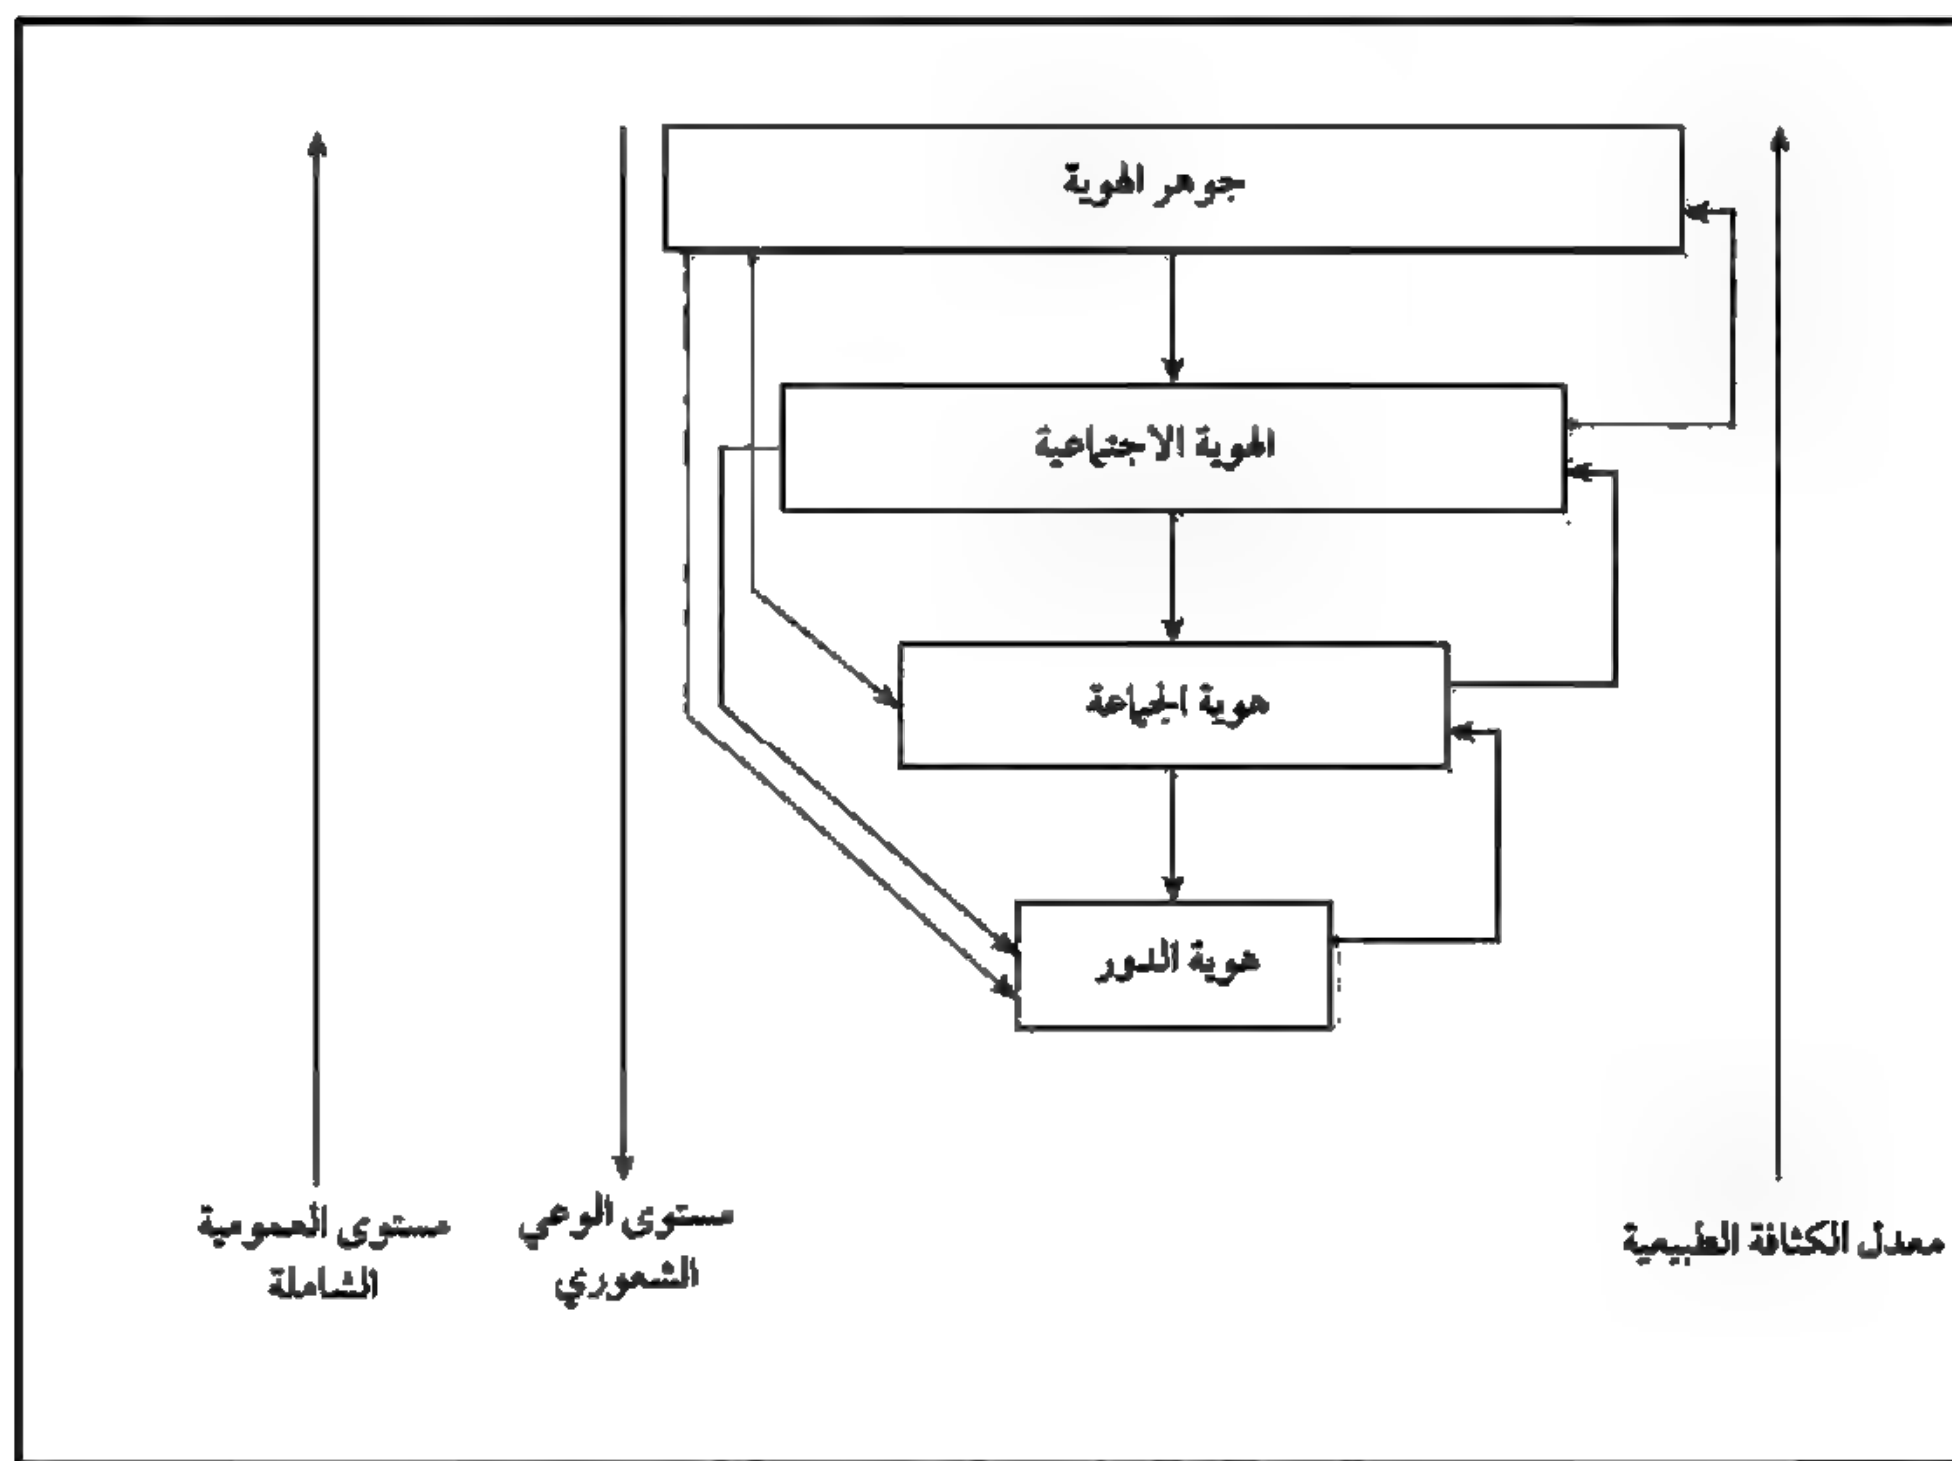 جوهر الهوية
الهوية الاجتماعية
هوية الجماعة
هوية الدور
معدل الكثافة الطبيعية
مستوى الوعي
الشعوري
مستوى العمومية
الشاملة